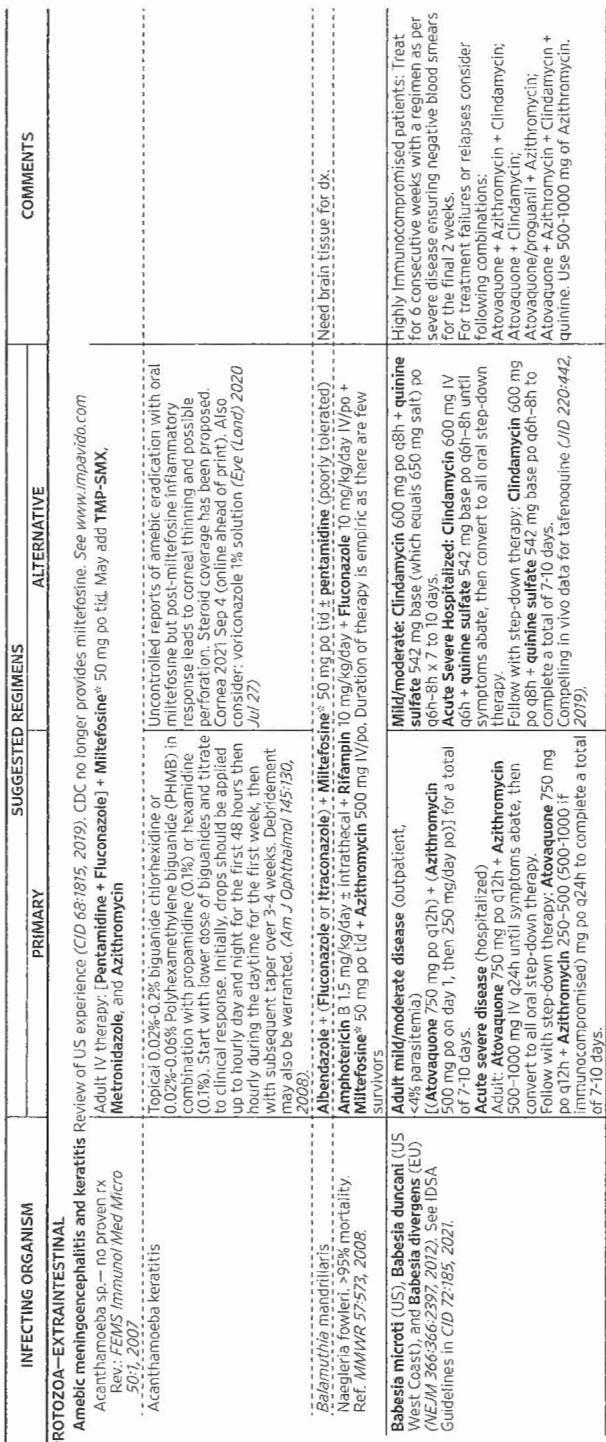 INFECTING ORGANISM
SUGGESTED REGIMENS
PRIMARY
ALTERNATIVE
COMMENTS
ROTOZOA—EXTRAINTESTINAL
Amebic meningoencephalitis and keratitis Review of US experience (CID 68:1815, 2019). CDC no longer provides miltefosine. See www.impavido.com
Acanthamoeba sp.— no proven rx
Rev.: FEMS Immunol Med Micro
50:1, 2007
Adult IV therapy: [Pentamidine + Fluconazole] + Miltefosine* 50 mg po tid. May add TMP-SMX,
Metronidazole, and Azithromycin
Acanthamoeba keratitis
Topical 0.02%-0.2% biguanide chlorhexidine or
0.02%-0.06% Polyhexamethylene biguanide (PHMB) in
combination with propamidine (0.1%) or hexamidine
(0.1%). Start with lower dose of biguanides and titrate
to clinical response. Initially, drops should be applied
up to hourly day and night for the first 48 hours then
hourly during the daytime for the first week, then
with subsequent taper over 3-4 weeks. Debridement
may also be warranted. (Am J Ophthalmol 145:130,
2008).
Uncontrolled reports of amebic eradication with oral
miltefosine but post-miltefosine inflammatory
response leads to corneal thinning and possible
perforation. Steroid coverage has been proposed.
Cornea 2021 Sep 4 (online ahead of print). Also
consider: voriconazole 1% solution (Eye (Lond) 2020
Jul 27)
Balamuthia mandrillaris
Albendazole + (Fluconazole or Itraconazole) + Miltefosine* 50 mg po tid ± pentamidine (poorly tolerated)
Need brain tissue for dx.
Naegleria fowleri. >95% mortality.
Ref. MMWR 57:573, 2008.
Amphotericin B 1.5 mg/kg/day ± intrathecal + Rifampin 10 mg/kg/day + Fluconazole 10 mg/kg/day IV/po +
Miltefosine* 50 mg po tid + Azithromycin 500 mg IV/po. Duration of therapy is empiric as there are few
survivors
Babesia microti (US), Babesia duncani (US
West Coast), and Babesia divergens (EU)
(NEJM 366:366:2397, 2012). See IDSA
Guidelines in CID 72:185, 2021.
Adult mild/moderate disease (outpatient,
<4% parasitemia)
[(Atovaquone 750 mg po q12h) + (Azithromycin
500 mg po on day 1, then 250 mg/day po)] for a total
of 7-10 days.
Acute severe disease (hospitalized)
Adult: Atovaquone 750 mg po q12h + Azithromycin
500–1000 mg IV q24h until symptoms abate, then
convert to all oral step-down therapy.
Follow with step-down therapy: Atovaquone 750 mg
po q12h + Azithromycin 250–500 (500-1000 if
immunocompromised) mg po q24h to complete a total
of 7-10 days.
Mild/moderate: Clindamycin 600 mg po q8h + quinine
sulfate 542 mg base (which equals 650 mg salt) po
q6h–8h x 7 to 10 days.
Acute Severe Hospitalized: Clindamycin 600 mg IV
q6h + quinine sulfate 542 mg base po q6h–8h until
symptoms abate, then convert to all oral step-down
therapy.
Follow with step-down therapy: Clindamycin 600 mg
po q8h + quinine sulfate 542 mg base po q6h-8h to
complete a total of 7-10 days.
Compelling in vivo data for tafenoquine (JID 220:442,
2019).
Highly Immunocompromised patients: Treat
for 6 consecutive weeks with a regimen as per
severe disease ensuring negative blood smears
for the final 2 weeks.
For treatment failures or relapses consider
following combinations:
Atovaquone + Azithromycin + Clindamycin;
Atovaquone + Clindamycin;
Atovaquone/proguanil + Azithromycin;
Atovaquone + Azithromycin + Clindamycin +
quinine. Use 500-1000 mg of Azithromycin.